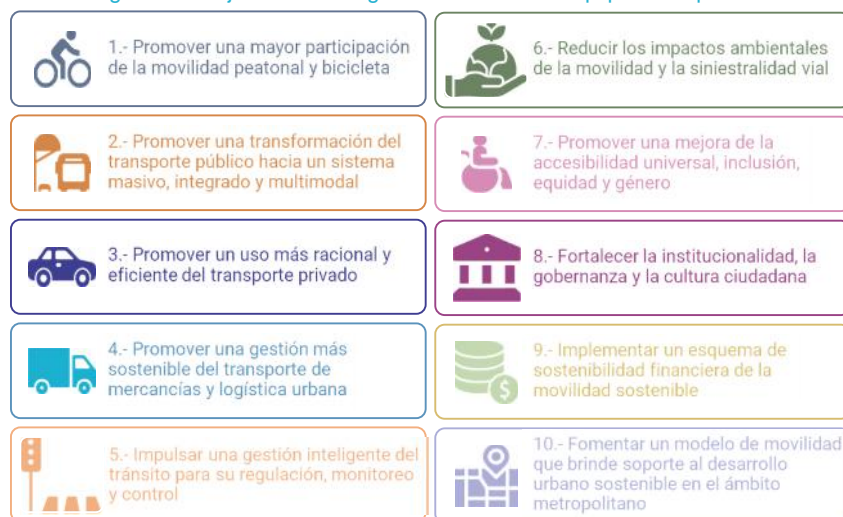 1.- Promover una mayor participación
de la movilidad peatonal y bicicleta
2.- Promover una transformación del
transporte público hacia un sistema
masivo, integrado y multimodal
3.- Promover un uso más racional y
eficiente del transporte privado
4.- Promover una gestión más
sostenible del transporte de
mercancías y logística urbana
5.- Impulsar una gestión inteligente del
tránsito para su regulación, monitoreo
y control
6.- Reducir los impactos ambientales
de la movilidad y la siniestralidad vial
7.- Promover una mejora de la
accesibilidad universal, inclusión,
equidad y género
8.- Fortalecer la institucionalidad, la
gobernanza y la cultura ciudadana
9.- Implementar un esquema de
sostenibilidad financiera de la
movilidad sostenible
$
10.- Fomentar un modelo de movilidad
que brinde soporte al desarrollo
urbano sostenible en el ámbito
metropolitano